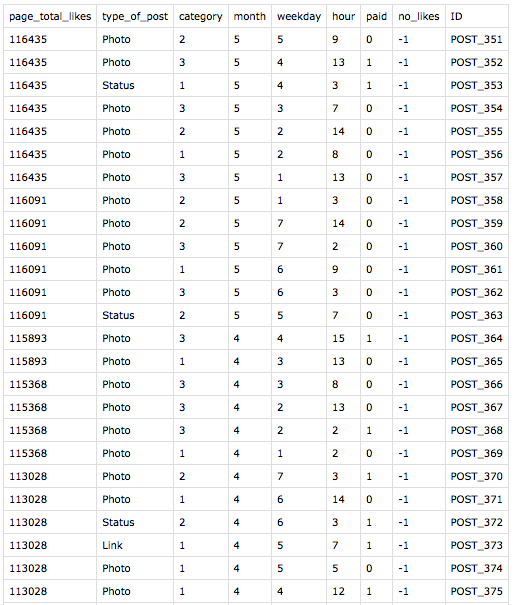 page_total_likes type_of_post category month weekday hour paid no_likes ID
116435 Photo 2 5 5 9 0 -1 POST_351
116435 Photo 3 5 4 13 1 -1 POST_352
116435 Status 1 5 4 3 1 -1 POST_353
116435 Photo 3 5 3 7 0 -1 POST_354
116435 Photo 2 5 2 14 0 -1 POST_355
116435 Photo 1 5 2 8 0 -1 POST_356
116435 Photo 3 5 1 13 0 -1 POST_357
116091 Photo 2 5 1 3 0 -1 POST_358
116091 Photo 2 5 7 14 0 -1 POST_359
116091 Photo 3 5 7 2 0 -1 POST_360
116091 Photo 1 5 6 9 0 -1 POST_361
116091 Photo 3 5 6 3 0 -1 POST_362
116091 Status 2 5 5 7 0 -1 POST_363
115893 Photo 3 4 4 15 1 -1 POST_364
115893 Photo 1 4 3 13 0 -1 POST_365
115368 Photo 3 4 3 8 0 -1 POST_366
115368 Photo 3 4 2 13 0 -1 POST_367
115368 Photo 3 4 2 2 1 -1 POST_368
115368 Photo 1 4 1 2 0 -1 POST_369
113028 Photo 2 4 7 3 1 -1 POST_370
113028 Photo 1 4 6 14 0 -1 POST_371
113028 Status 2 4 6 3 1 -1 POST_372
113028 Link 1 4 5 7 1 -1 POST_373
113028 Photo 1 4 5 5 0 -1 POST_374
113028 Photo 1 4 4 12 1 -1 POST_375